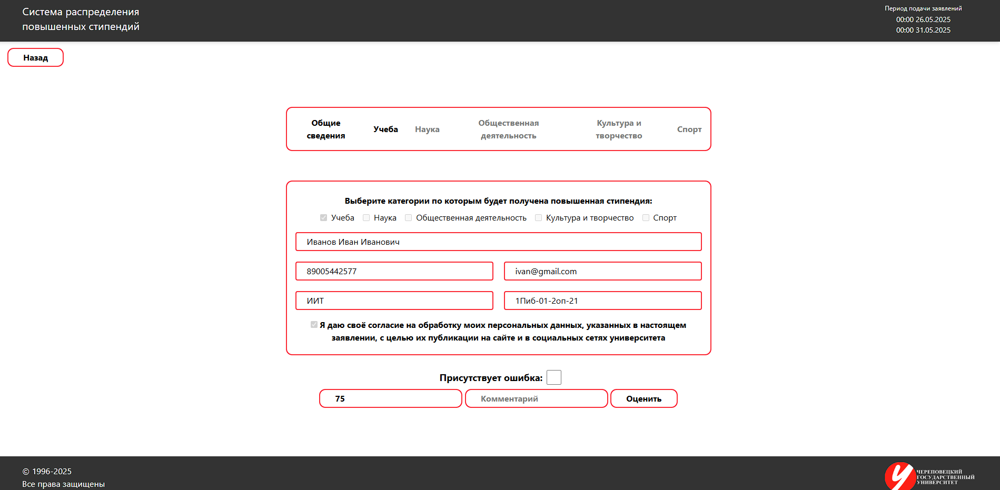 Система распределения
повышенных стипендий
Период подачи заявлений
00:00 26.05.2025
00:00 31.05.2025
Назад
Общие
сведения
Учеба
Наука
Общественная
деятельность
Культура и
творчество
Спорт
Выберите категории по которым будет получена повышенная стипендия:
Учеба Наука Общественная деятельность Культура и творчество Спорт
Иванов Иван Иванович
89005442577
ivan@gmail.com
ИИТ
1Пиб-01-2оп-21
Я даю своё согласие на обработку моих персональных данных, указанных в настоящем
заявлении, с целью их публикации на сайте и в социальных сетях университета
Присутствует ошибка:
75
Комментарий
Оценить
© 1996-2025
Все права защищены
ЧЕРЕПОВЕЦКИЙ
ГОСУДАРСТВЕННЫЙ
УНИВЕРСИТЕТ